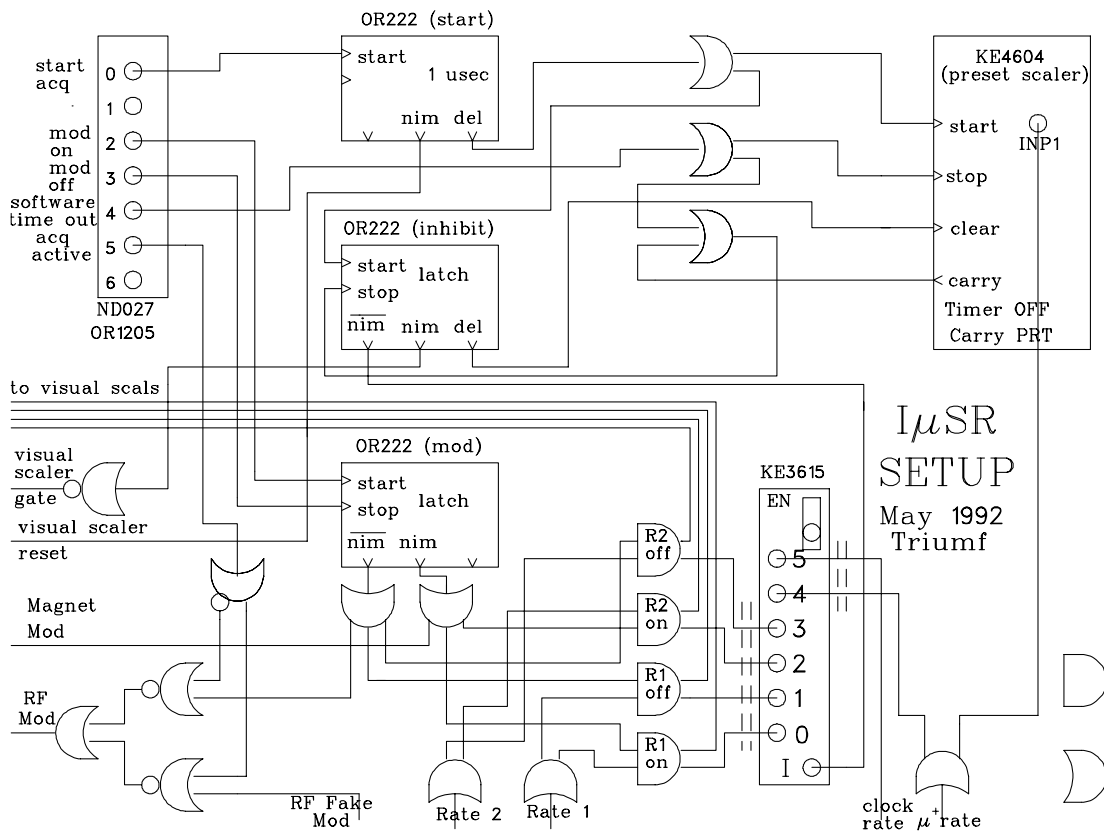 OR222 (start)
start
acq
0
start
1 usec
nim del
KE4604
(preset scaler)
start
INP1
stop
clear
carry
Timer OFF
Carry PRT
1
mod
on
2
mod
off
3
software
time out
4
acq
active
5
6
ND027
OR1205
OR222 (inhibit)
start
latch
stop
nim nim del
to visual scals
IμSR
SETUP
May 1992
Triumf
OR222 (mod)
start
latch
stop
nim nim
visual
scaler
gate
visual scaler
reset
KE3615
EN
5
4
3
2
1
0
I
R2
off
R2
on
R1
off
R1
on
Magnet
Mod
RF
Mod
RF Fake
Mod
Rate 2
Rate 1
clock
rate
μ+rate